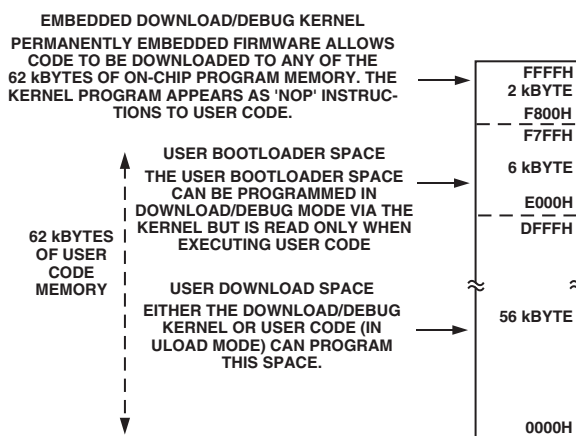 EMBEDDED DOWNLOAD/DEBUG KERNEL
PERMANENTLY EMBEDDED FIRMWARE ALLOWS
CODE TO BE DOWNLOADED TO ANY OF THE
62 kBYTES OF ON-CHIP PROGRAM MEMORY. THE
KERNEL PROGRAM APPEARS AS 'NOP' INSTRUC-
TIONS TO USER CODE.
FFFFH
2 kBYTE
F800H
F7FFH
USER BOOTLOADER SPACE
THE USER BOOTLOADER SPACE
CAN BE PROGRAMMED IN
DOWNLOAD/DEBUG MODE VIA THE
KERNEL BUT IS READ ONLY WHEN
EXECUTING USER CODE
6 kBYTE
E000H
DFFFH
62 kBYTES
OF USER
CODE
MEMORY
USER DOWNLOAD SPACE
EITHER THE DOWNLOAD/DEBUG
KERNEL OR USER CODE (IN
ULOAD MODE) CAN PROGRAM
THIS SPACE.
56 kBYTE
0000H